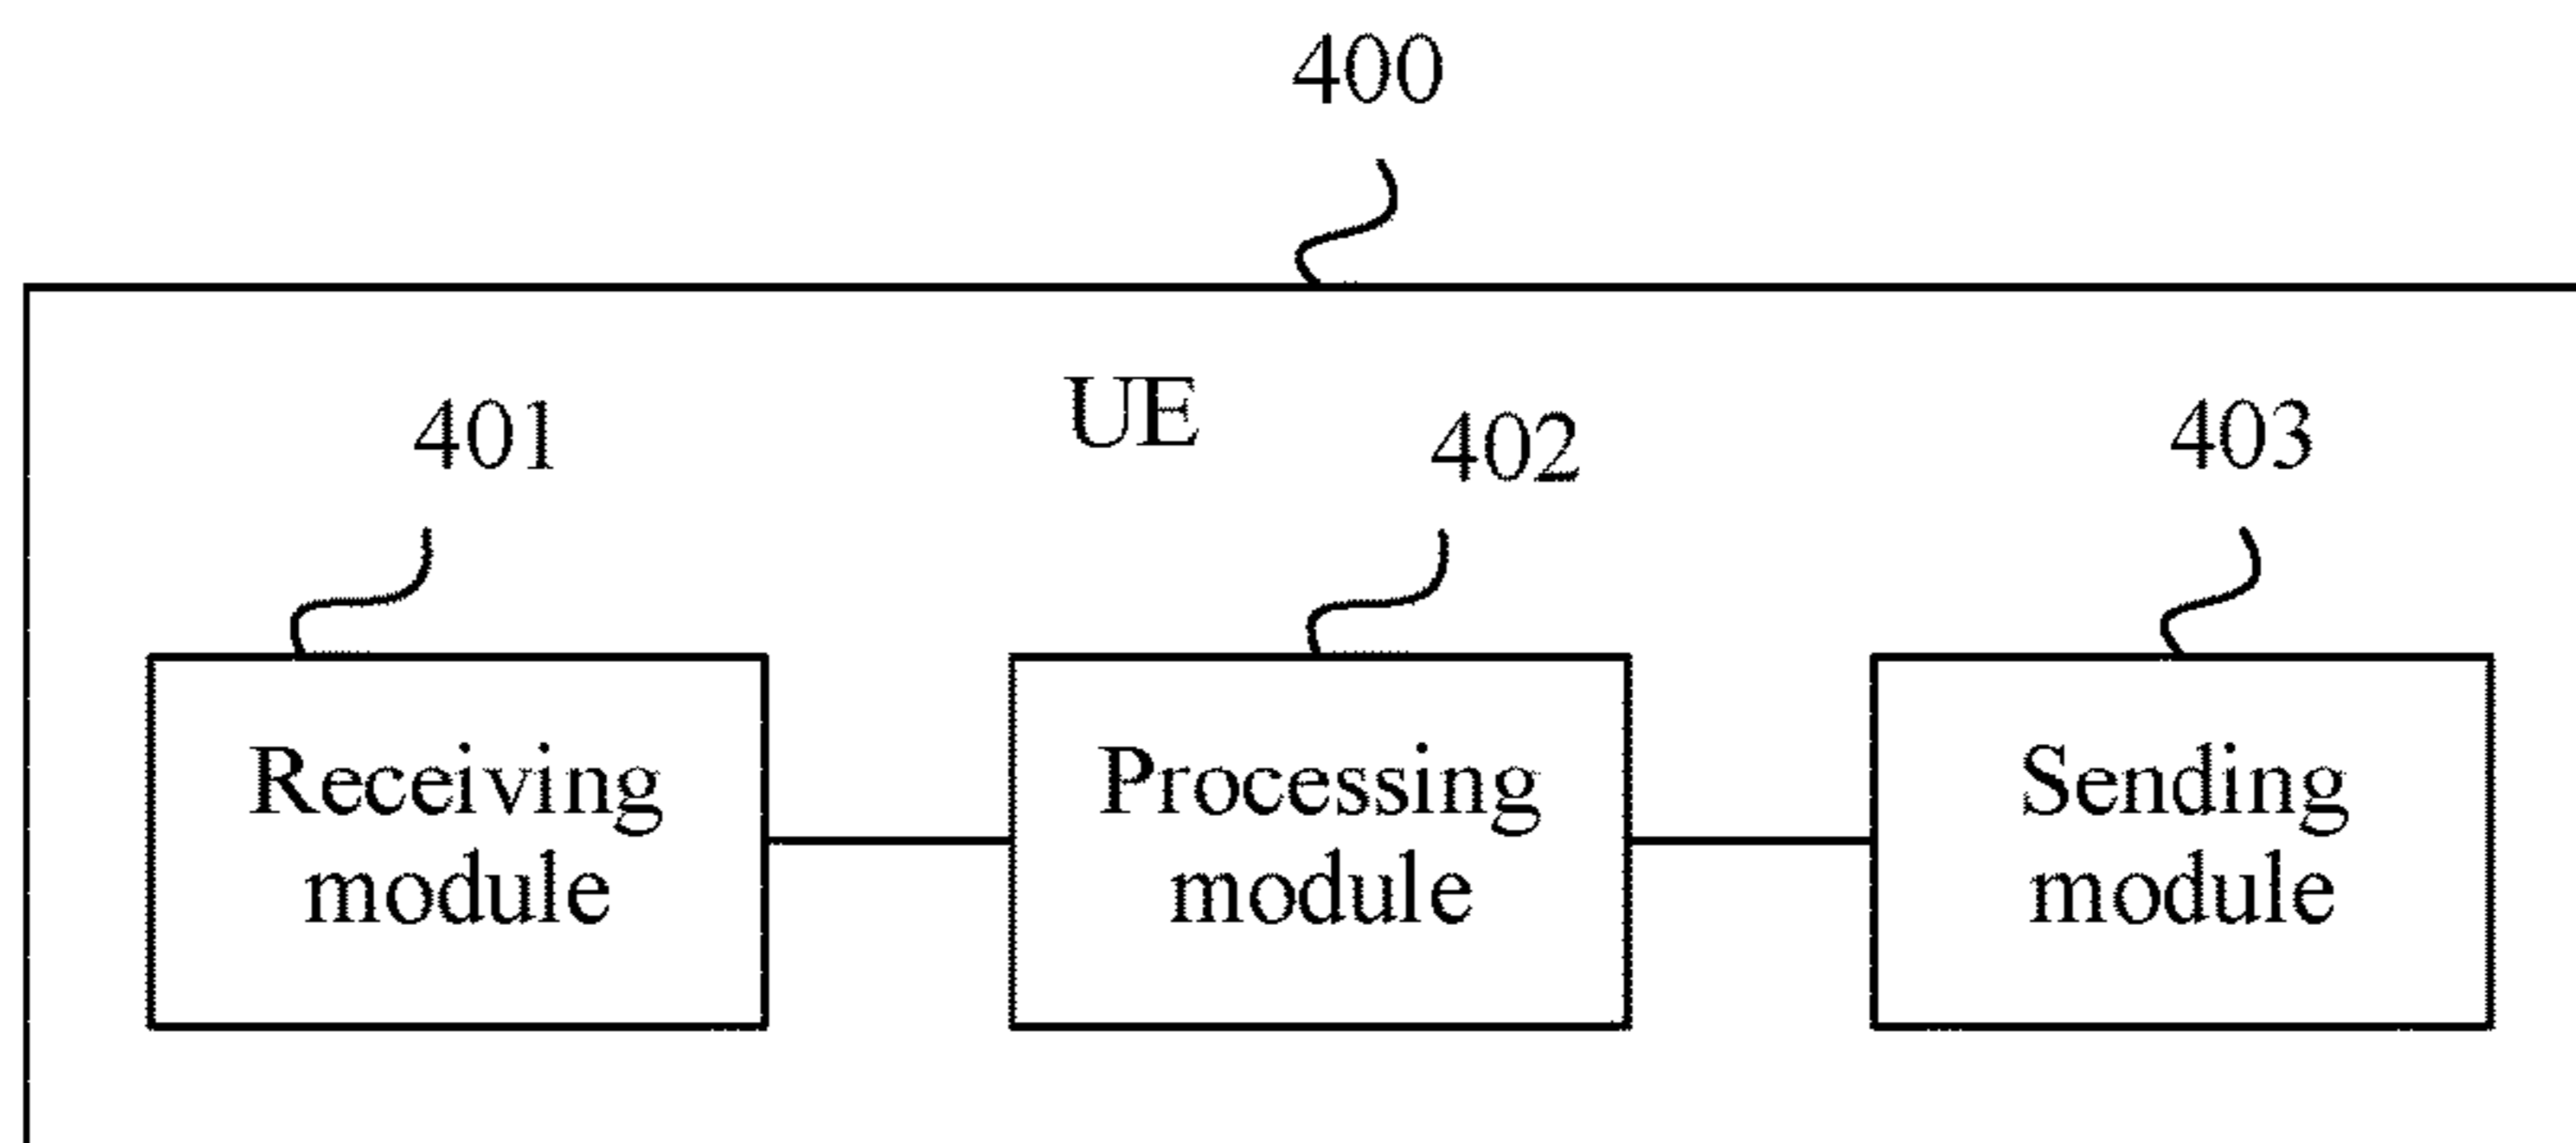 400
UE
401
402
403
Receiving
module
Processing
module
Sending
module